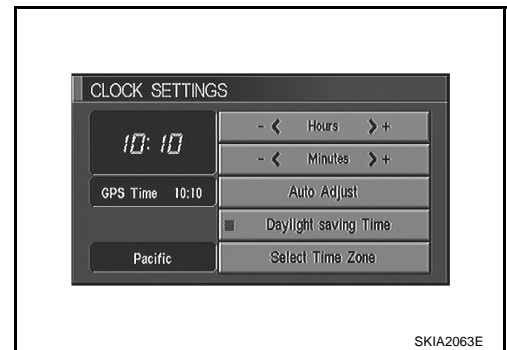 CLOCK SETTINGS
10:10
- < Hours > +
- < Minutes > +
GPS Time 10:10
Auto Adjust
Daylight saving Time
Pacific
Select Time Zone
SKIA2063E